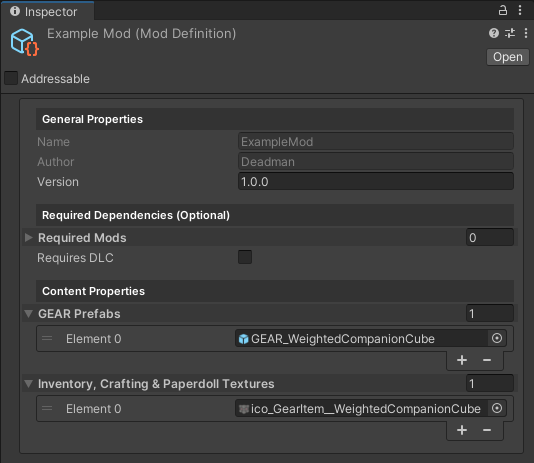 Inspector
Example Mod (Mod Definition)
Open
Addressable
General Properties
Name ExampleMod
Author Deadman
Version 1.0.0
Required Dependencies (Optional)
Required Mods 0
Requires DLC
Content Properties
GEAR Prefabs 1
Element 0 GEAR_WeightedCompanionCube
+ −
Inventory, Crafting & Paperdoll Textures 1
Element 0 ico_GearItem__WeightedCompanionCube
+ −